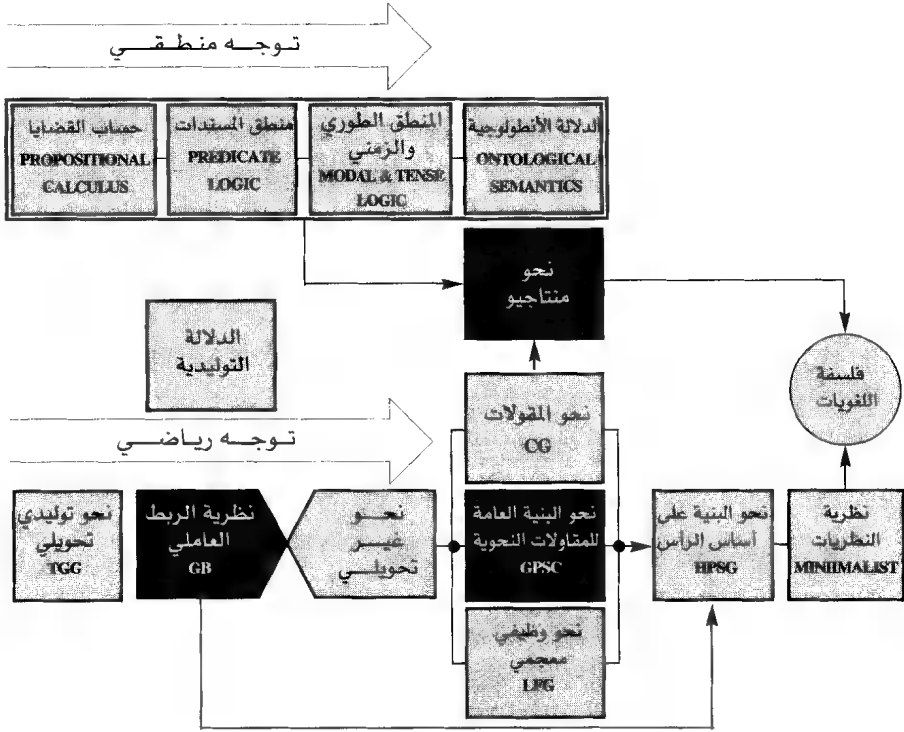 توجه منطقي
حساب القضايا
PROPOSITIONAL
CALCULUS
منطق المسندات
PREDICATE
LOGIC
المنطق الطوري
والزمني
MODAL & TENSE
LOGIC
الدلالة الأنطولوجية
ONTOLOGICAL
SEMANTICS
نحو
منتاجيو
الدلالة
التوليدية
فلسفة
اللغويات
توجه رياضي
نحو المقولات
CG
نحو توليدي
تحويلي
TGG
نظرية الربط
العاملي
GB
نحو
غير
تحويلي
نحو البنية العامة
للمقاولات النحوية
GPSC
نحو البنية على
أساس الرأس
HPSG
نظرية
النظريات
MINIMALIST
نحو وظيفي
معجمي
LFG